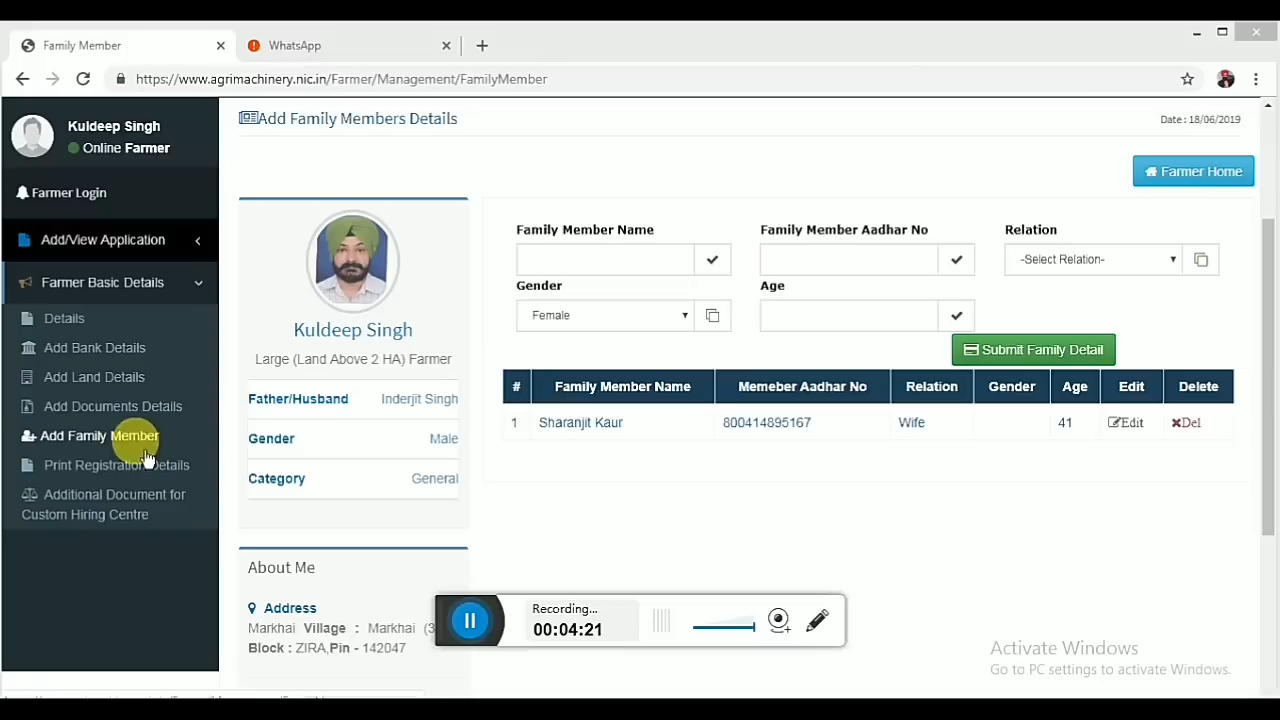 Family Member
WhatsApp
https://www.agrimachinery.nic.in/Farmer/Management/FamilyMember
Kuldeep Singh
Online Farmer
Farmer Login
Add/View Application
Farmer Basic Details
Details
Add Bank Details
Add Land Details
Add Documents Details
Add Family Member
Print Registration Details
Additional Document for
Custom Hiring Centre
Add Family Members Details
Date : 18/06/2019
Farmer Home
Kuldeep Singh
Large (Land Above 2 HA) Farmer
Father/Husband Inderjit Singh
Gender Male
Category General
About Me
Address
Markhai Village : Markhai (3
Block : ZIRA,Pin - 142047
Family Member Name Family Member Aadhar No Relation
-Select Relation-
Gender Age
Female
Submit Family Detail
# Family Member Name Memeber Aadhar No Relation Gender Age Edit Delete
1 Sharanjit Kaur 800414895167 Wife 41 Edit Del
Recording...
00:04:21
Activate Windows
Go to PC settings to activate Windows.